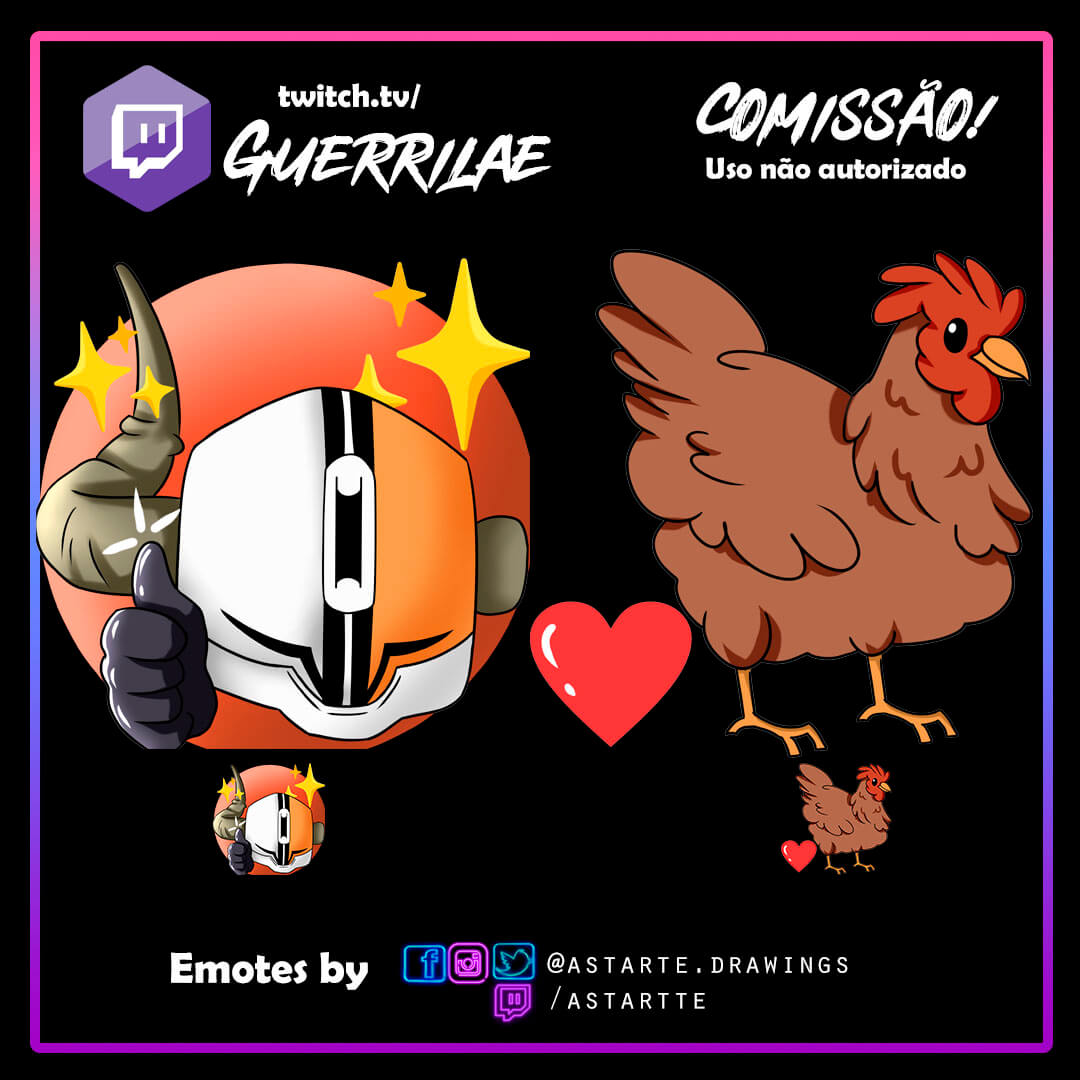 twitch.tv/
GUERRILAE
COMISSÃO!
Uso não autorizado
Emotes by
@ASTARTE.DRAWINGS
/ASTARTTE